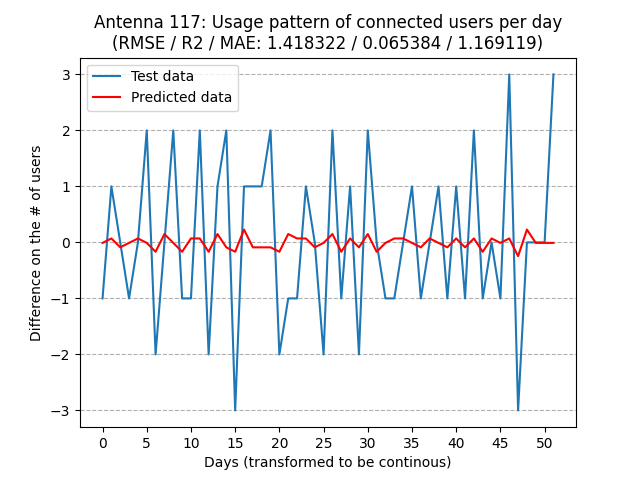 Antenna 117: Usage pattern of connected users per day
(RMSE / R2 / MAE: 1.418322 / 0.065384 / 1.169119)
Test data
Predicted data
Difference on the # of users
3
2
1
0
−1
−2
−3
0 5 10 15 20 25 30 35 40 45 50
Days (transformed to be continous)